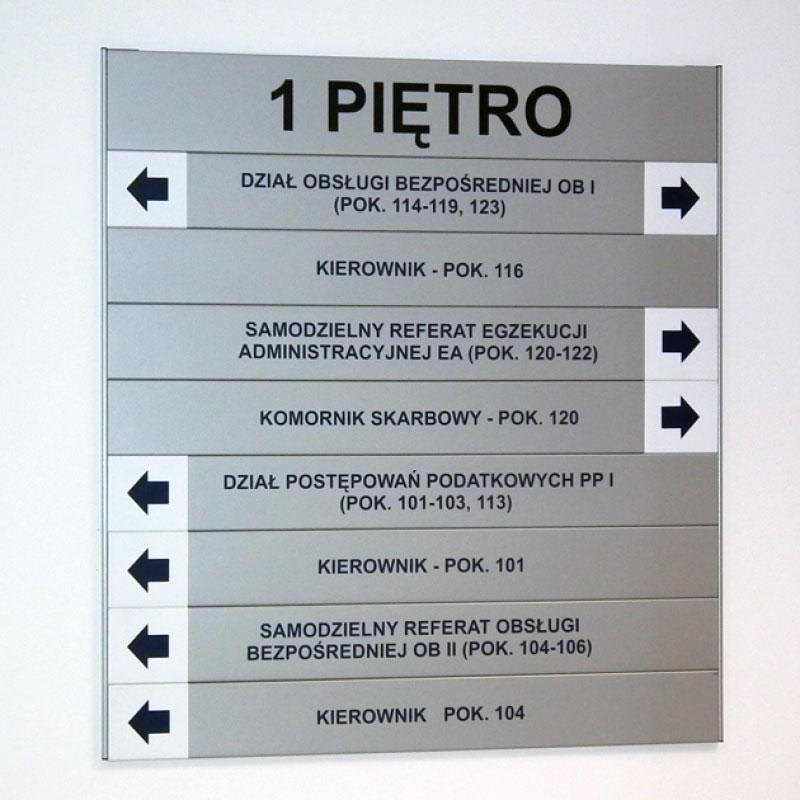 1 PIĘTRO
DZIAŁ OBSŁUGI BEZPOŚREDNIEJ OB I
(POK. 114-119, 123)
KIEROWNIK - POK. 116
SAMODZIELNY REFERAT EGZEKUCJI
ADMINISTRACYJNEJ EA (POK. 120-122)
KOMORNIK SKARBOWY - POK. 120
DZIAŁ POSTĘPOWAŃ PODATKOWYCH PP I
(POK. 101-103, 113)
KIEROWNIK - POK. 101
SAMODZIELNY REFERAT OBSŁUGI
BEZPOŚREDNIEJ OB II (POK. 104-106)
KIEROWNIK POK. 104